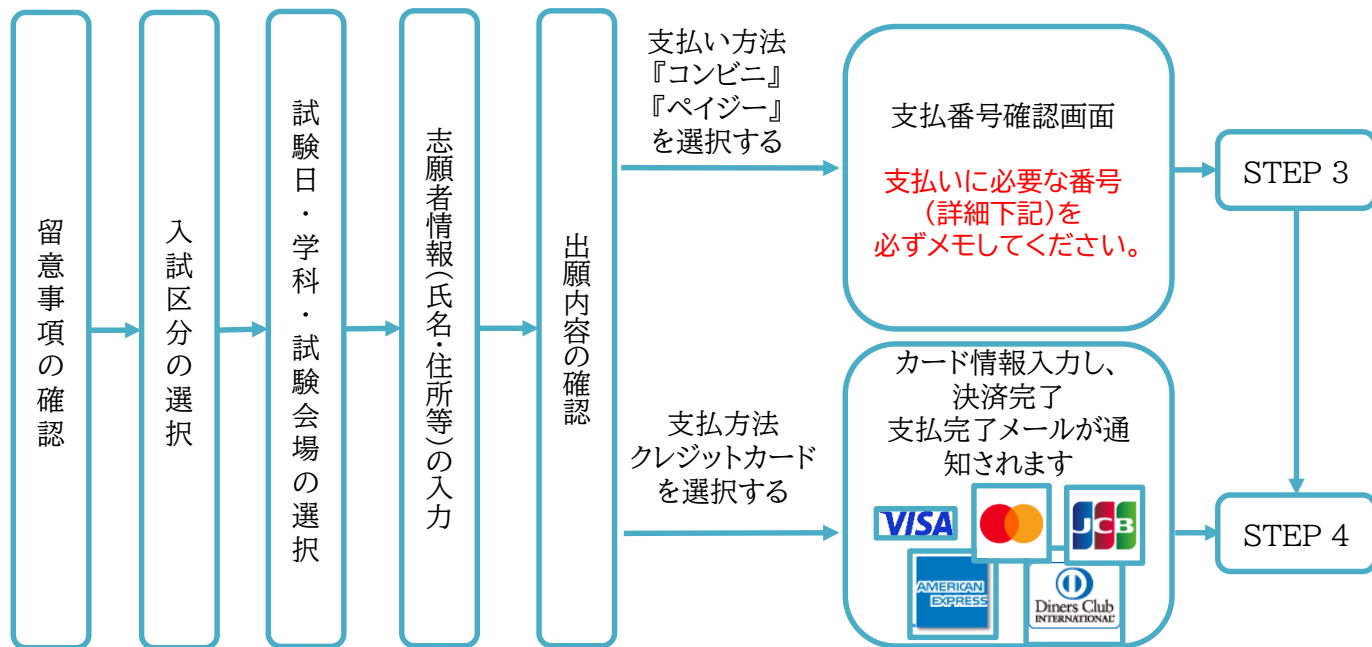 留意事項の確認
入試区分の選択
試験日・学科・試験会場の選択
志願者情報(氏名・住所等)の入力
出願内容の確認
支払い方法
『コンビニ』
『ペイジー』
を選択する
支払番号確認画面
支払いに必要な番号
(詳細下記)を
必ずメモしてください。
STEP 3
支払方法
クレジットカード
を選択する
カード情報入力し、
決済完了
支払完了メールが通
知されます
VISA
JCB
AMERICAN
EXPRESS
Diners Club
INTERNATIONAL
STEP 4